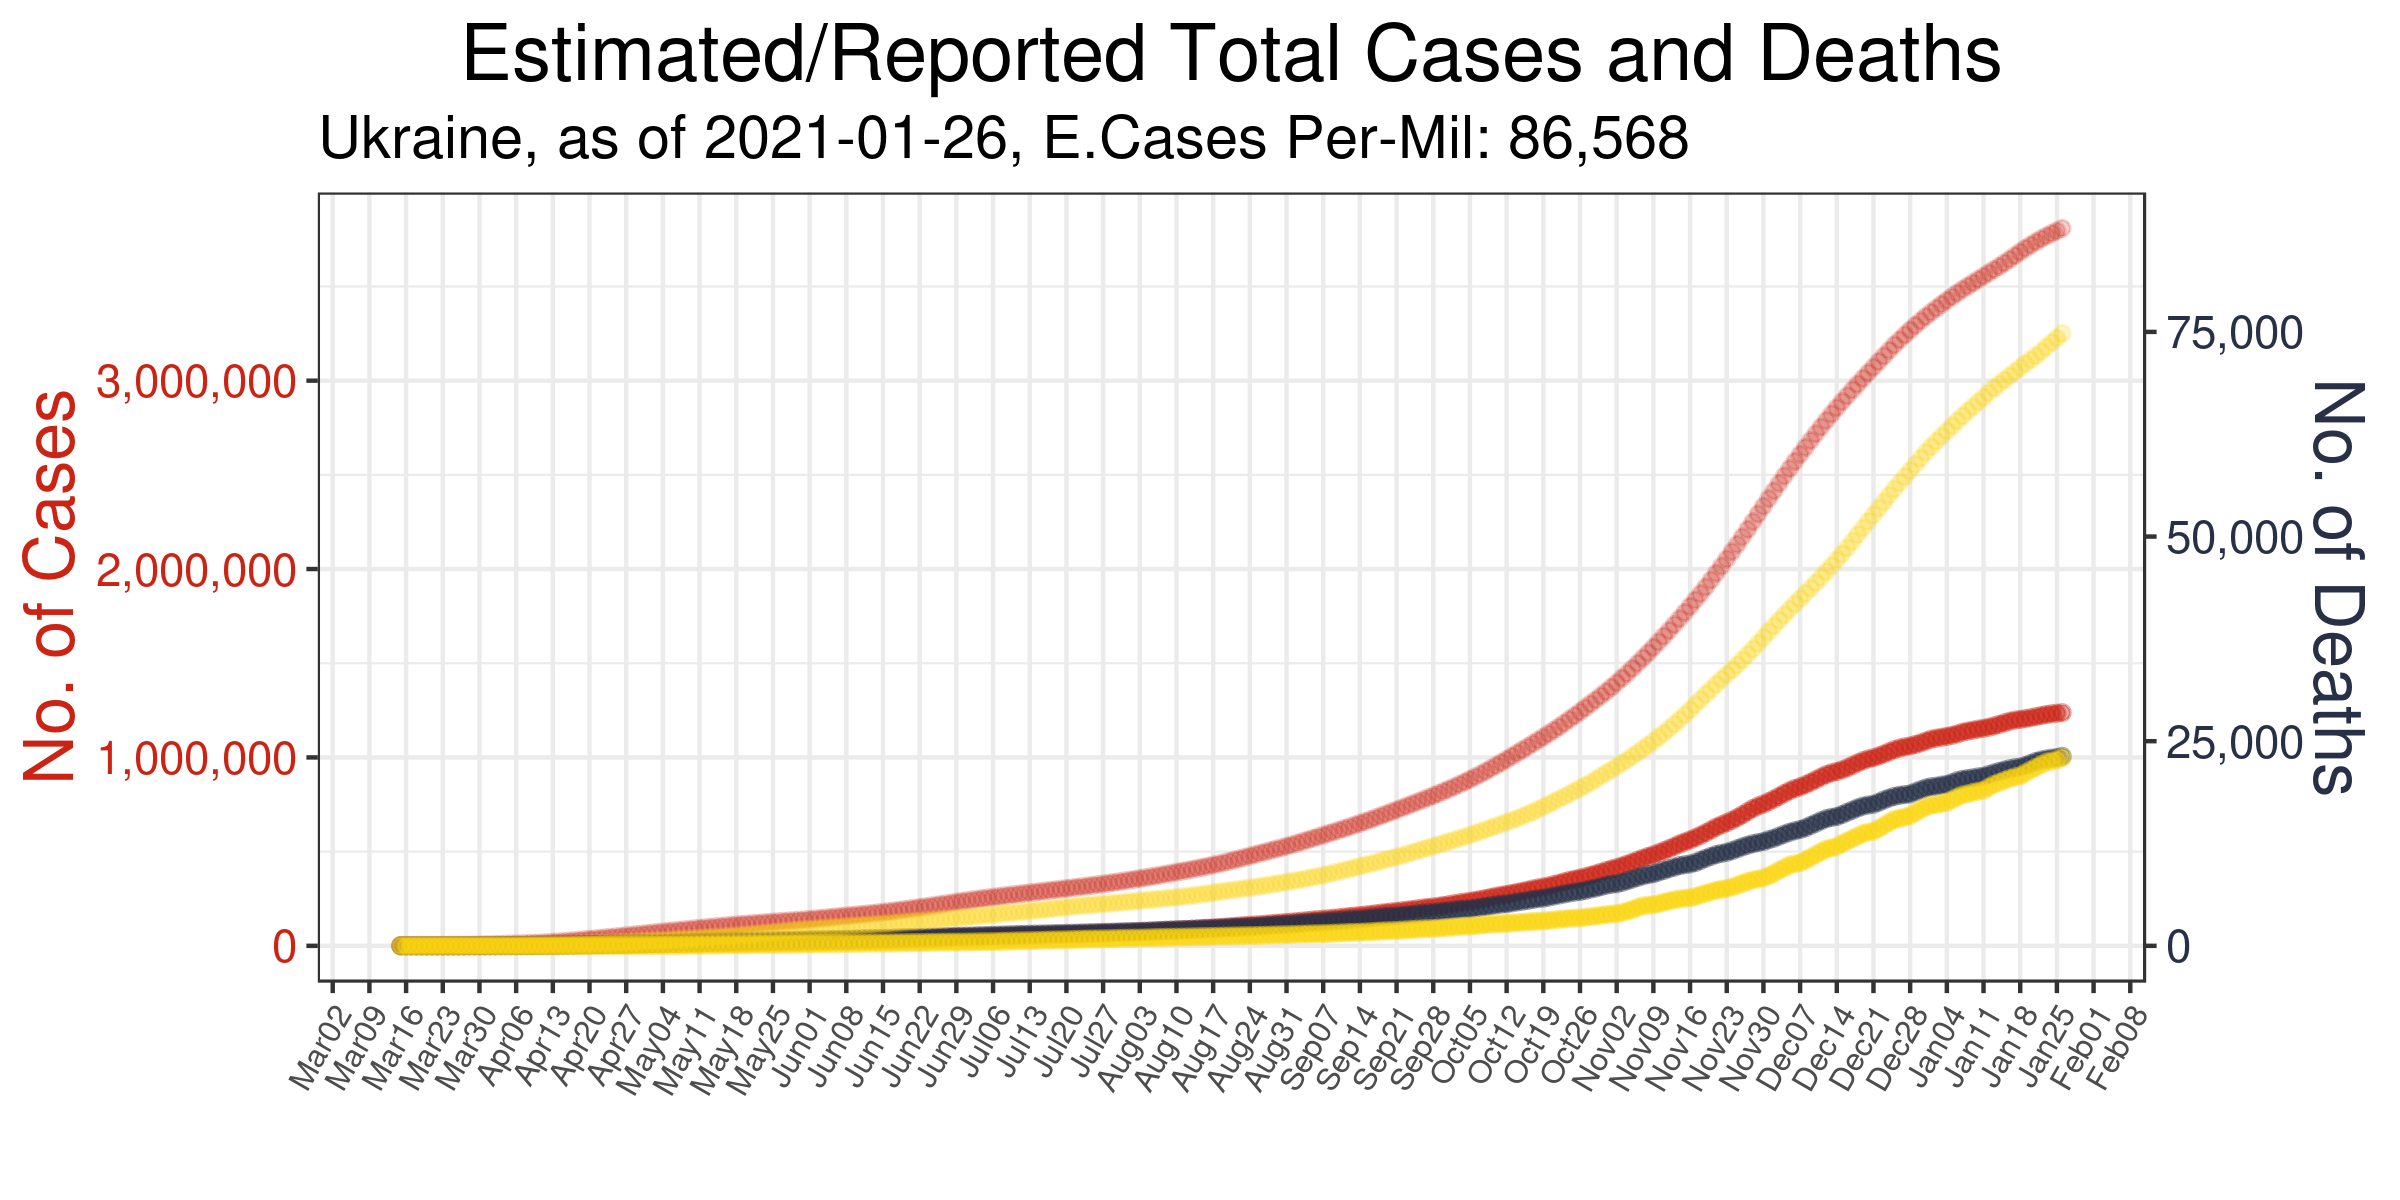 Estimated/Reported Total Cases and Deaths
Ukraine, as of 2021-01-26, E.Cases Per-Mil: 86,568
No. of Cases
3,000,000
2,000,000
1,000,000
0
75,000
50,000
25,000
0
No. of Deaths
Mar02 Mar09 Mar16 Mar23 Mar30 Apr06 Apr13 Apr20 Apr27 May04 May11 May18 May25 Jun01 Jun08 Jun15 Jun22 Jun29 Jul06 Jul13 Jul20 Jul27 Aug03 Aug10 Aug17 Aug24 Aug31 Sep07 Sep14 Sep21 Sep28 Oct05 Oct12 Oct19 Oct26 Nov02 Nov09 Nov16 Nov23 Nov30 Dec07 Dec14 Dec21 Dec28 Jan04 Jan11 Jan18 Jan25 Feb01 Feb08